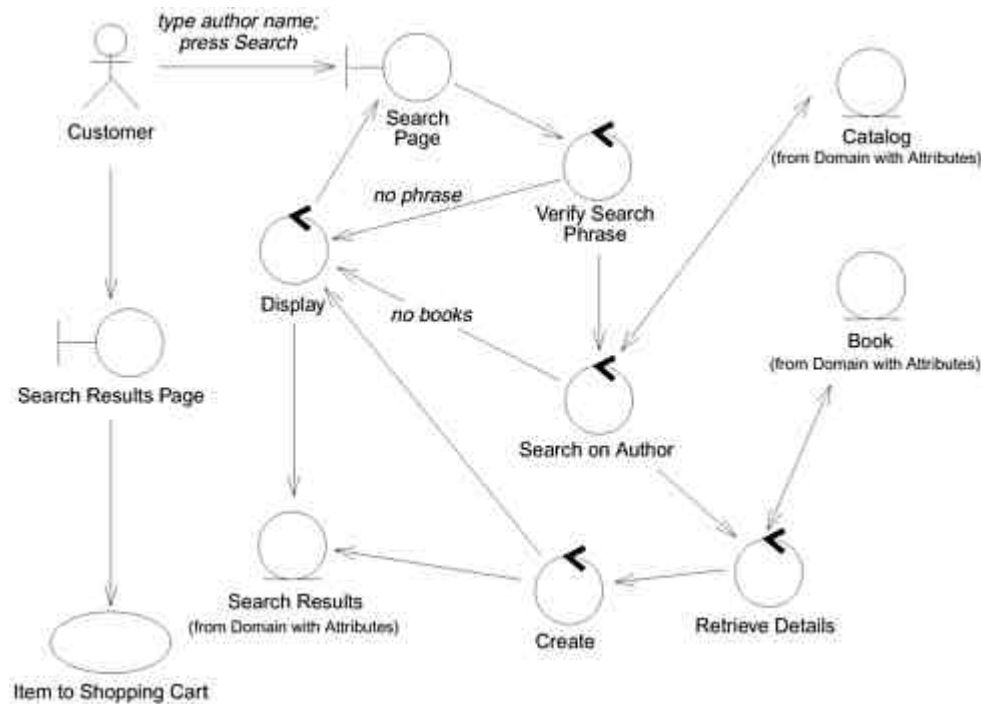 type author name;
press Search
Customer
Search
Page
Catalog
(from Domain with Attributes)
no phrase
Verify Search
Phrase
Display
no books
Book
(from Domain with Attributes)
Search Results Page
Search on Author
Search Results
(from Domain with Attributes)
Create
Retrieve Details
Item to Shopping Cart